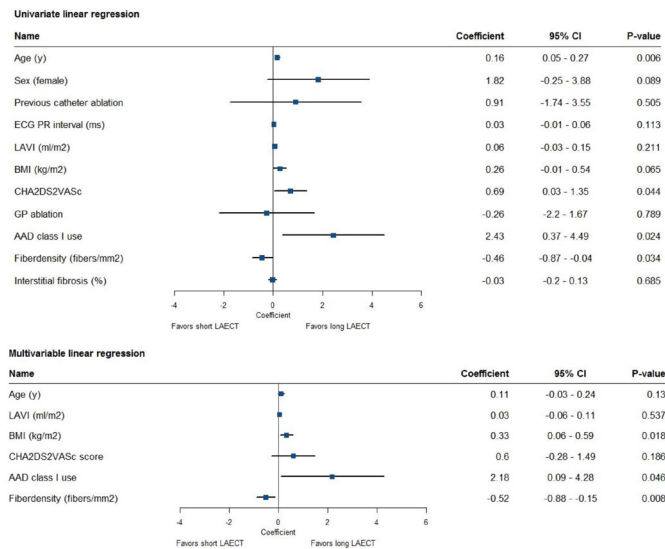 Univariate linear regression
Name Coefficient 95% CI P-value
Age (y) 0.16 0.05 - 0.27 0.006
Sex (female) 1.82 -0.25 - 3.88 0.089
Previous catheter ablation 0.91 -1.74 - 3.55 0.505
ECG PR interval (ms) 0.03 -0.01 - 0.06 0.113
LAVI (ml/m2) 0.06 -0.03 - 0.15 0.211
BMI (kg/m2) 0.26 -0.01 - 0.54 0.065
CHA2DS2VASc 0.69 0.03 - 1.35 0.044
GP ablation -0.26 -2.2 - 1.67 0.789
AAD class I use 2.43 0.37 - 4.49 0.024
Fiberdensity (fibers/mm2) -0.46 -0.87 - -0.04 0.034
Interstitial fibrosis (%) -0.03 -0.2 - 0.13 0.685
-4 -2 0 2 4 6
Coefficient
Favors short LAECT Favors long LAECT
Multivariable linear regression
Name Coefficient 95% CI P-value
Age (y) 0.11 -0.03 - 0.24 0.13
LAVI (ml/m2) 0.03 -0.06 - 0.11 0.537
BMI (kg/m2) 0.33 0.06 - 0.59 0.018
CHA2DS2VASc score 0.6 -0.28 - 1.49 0.186
AAD class I use 2.18 0.09 - 4.28 0.046
Fiberdensity (fibers/mm2) -0.52 -0.88 - -0.15 0.008
-4 -2 0 2 4 6
Coefficient
Favors short LAECT Favors long LAECT